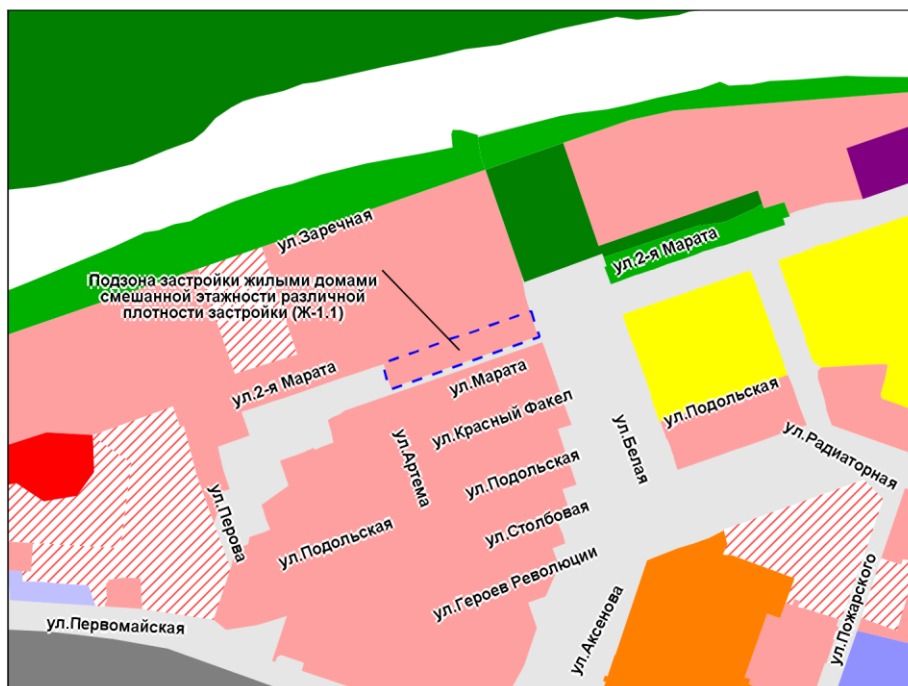 ул.Заречная
ул.2-я Марата
Подзона застройки жилыми домами
смешанной этажности различной
плотности застройки (Ж-1.1)
ул.2-я Марата
ул.Марата
ул.Подольская
ул.Красный Факел
ул.Белая
ул.Радиаторная
ул.Артема
ул.Подольская
ул.Перова
ул.Столбовая
ул.Подольская
ул.Героев Революции
ул.Аксенова
ул.Пожарского
ул.Первомайская